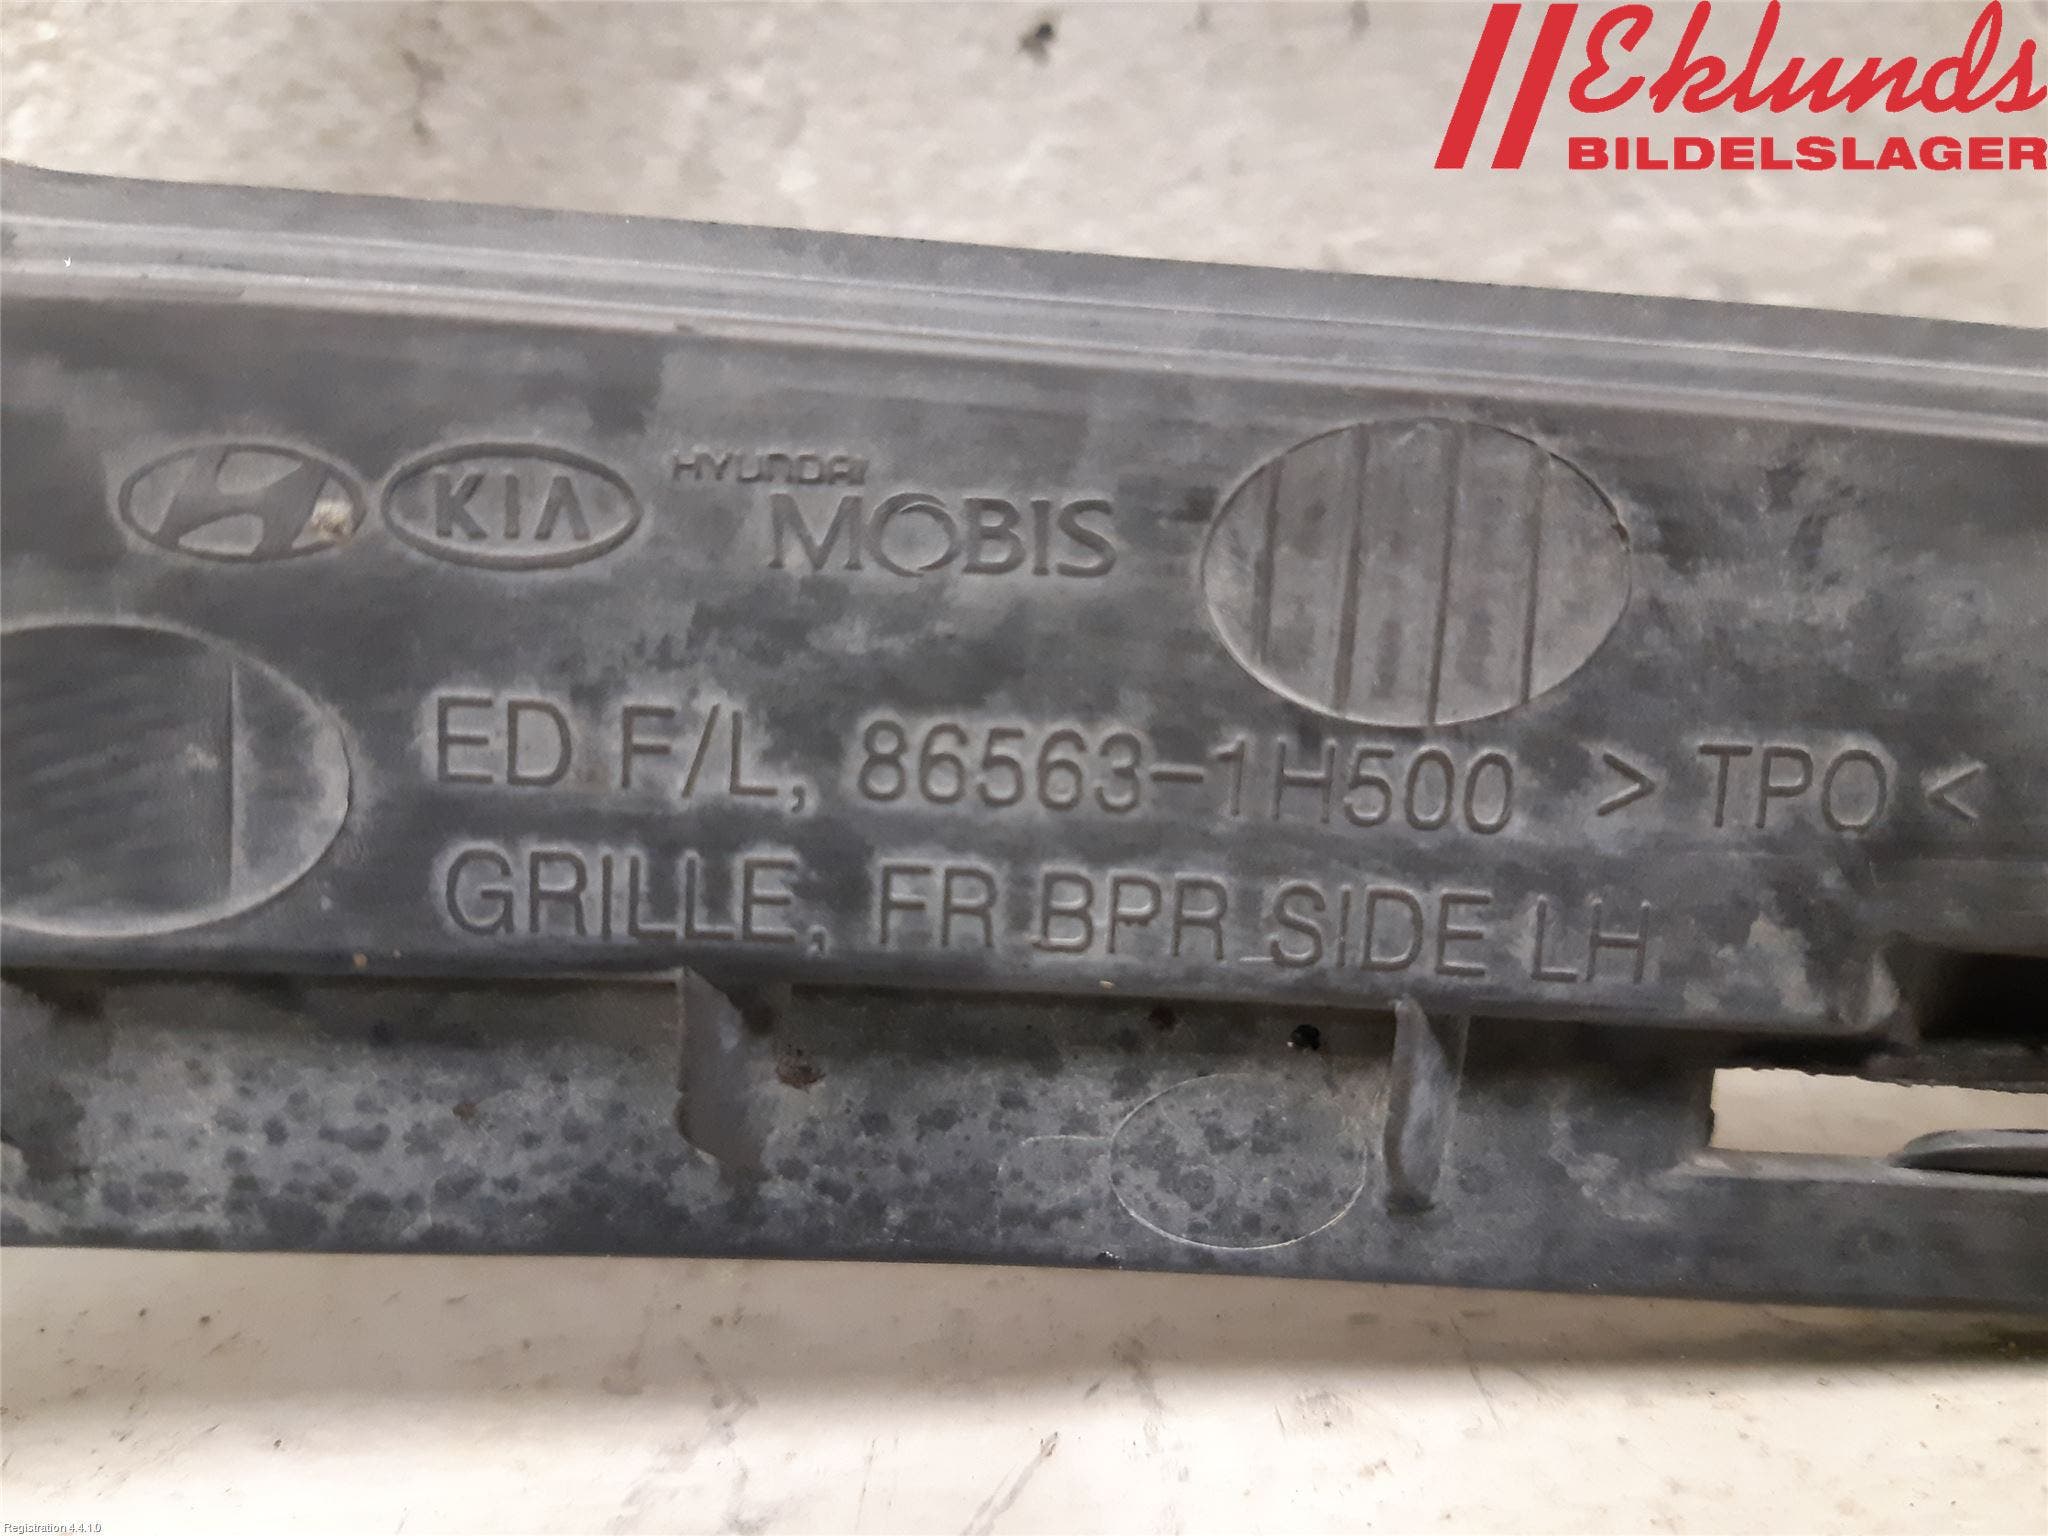 Eklunds
BILDELSLAGER
KIA HYUNDAI MOBIS
ED F/L, 86563-1H500 > TPO <
GRILLE, FR BPR SIDE LH
Registration 4.4.1.0